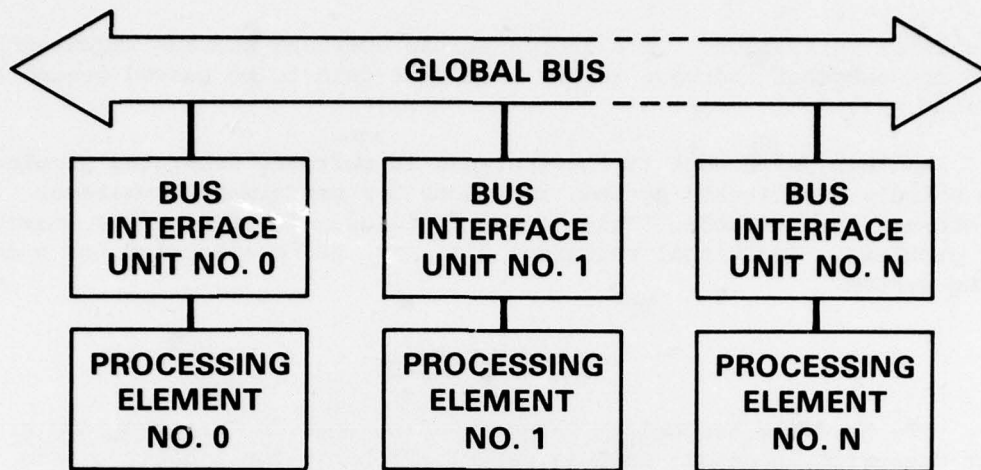 GLOBAL BUS
BUS
INTERFACE
UNIT NO. 0
BUS
INTERFACE
UNIT NO. 1
BUS
INTERFACE
UNIT NO. N
PROCESSING
ELEMENT
NO. 0
PROCESSING
ELEMENT
NO. 1
PROCESSING
ELEMENT
NO. N